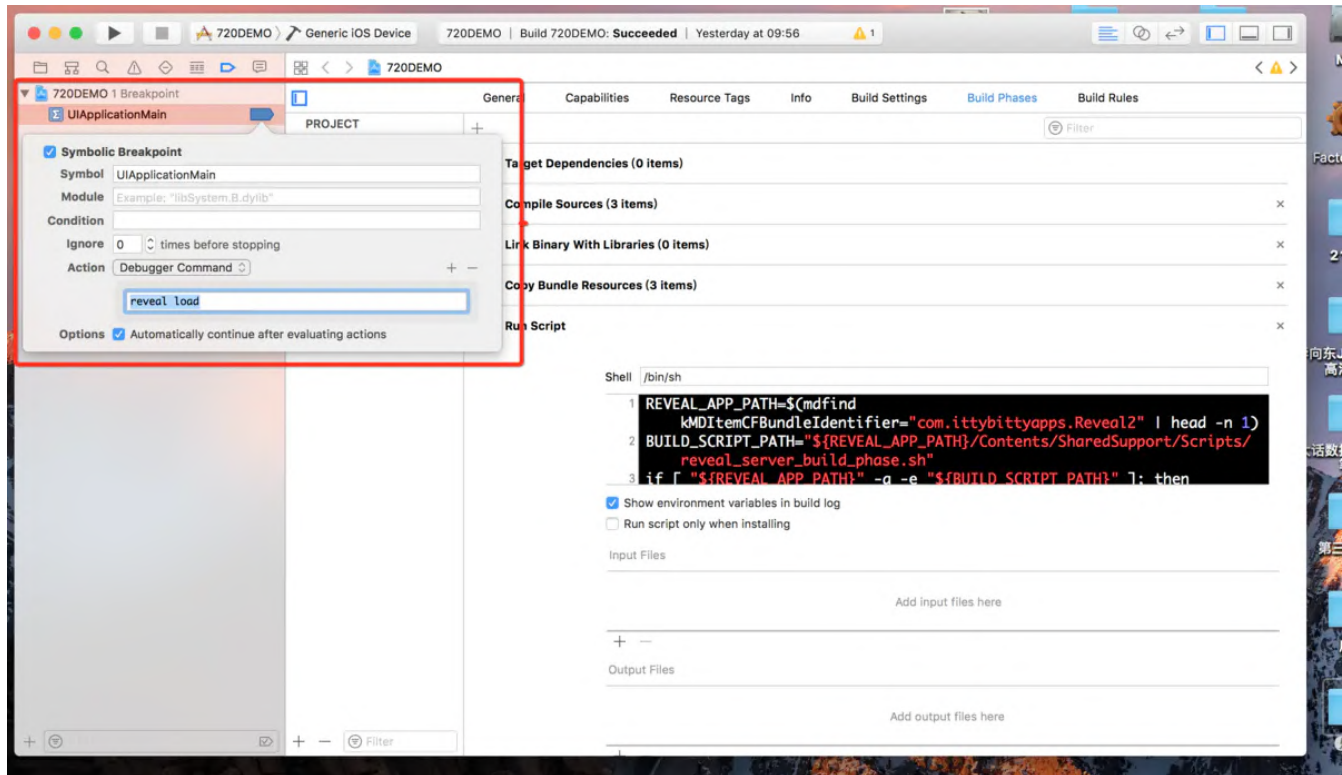 720DEMO
Generic iOS Device
720DEMO | Build 720DEMO: Succeeded | Yesterday at 09:56
1
720DEMO
720DEMO 1 Breakpoint
UIApplicationMain
General Capabilities Resource Tags Info Build Settings Build Phases Build Rules
PROJECT
Filter
Symbolic Breakpoint
Symbol UIApplicationMain
Module Example: "libSystem.B.dylib"
Condition
Ignore 0 times before stopping
Action Debugger Command
reveal load
Options Automatically continue after evaluating actions
Target Dependencies (0 items)
Compile Sources (3 items)
Link Binary With Libraries (0 items)
Copy Bundle Resources (3 items)
Run Script
Shell /bin/sh
1 REVEAL_APP_PATH=$(mdfind
kMDItemCFBundleIdentifier="com.ittybittyapps.Reveal2" | head -n 1)
2 BUILD_SCRIPT_PATH="${REVEAL_APP_PATH}/Contents/SharedSupport/Scripts/
reveal_server_build_phase.sh"
3 if [ "${REVEAL_APP_PATH}" -a -e "${BUILD_SCRIPT_PATH}" ]; then
Show environment variables in build log
Run script only when installing
Input Files
Add input files here
Output Files
Add output files here
Filter